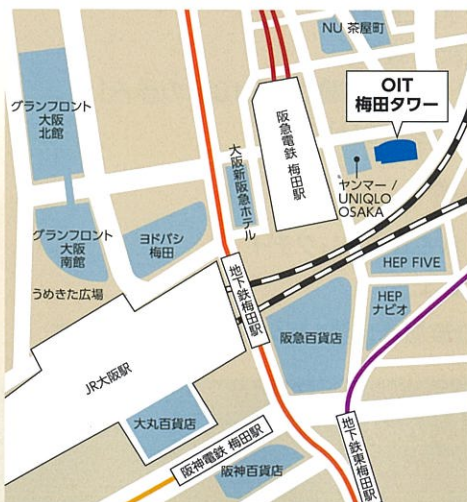 NU 茶屋町
OIT
梅田タワー
グランフロント
大阪
北館
阪急電鉄 梅田駅
大阪新阪急ホテル
ヤンマー /
UNIQLO
OSAKA
グランフロント
大阪
南館
ヨドバシ
梅田
HEP FIVE
うめきた広場
地下鉄梅田駅
HEP
ナビオ
阪急百貨店
JR大阪駅
大丸百貨店
阪神電鉄 梅田駅
地下鉄東梅田駅
阪神百貨店